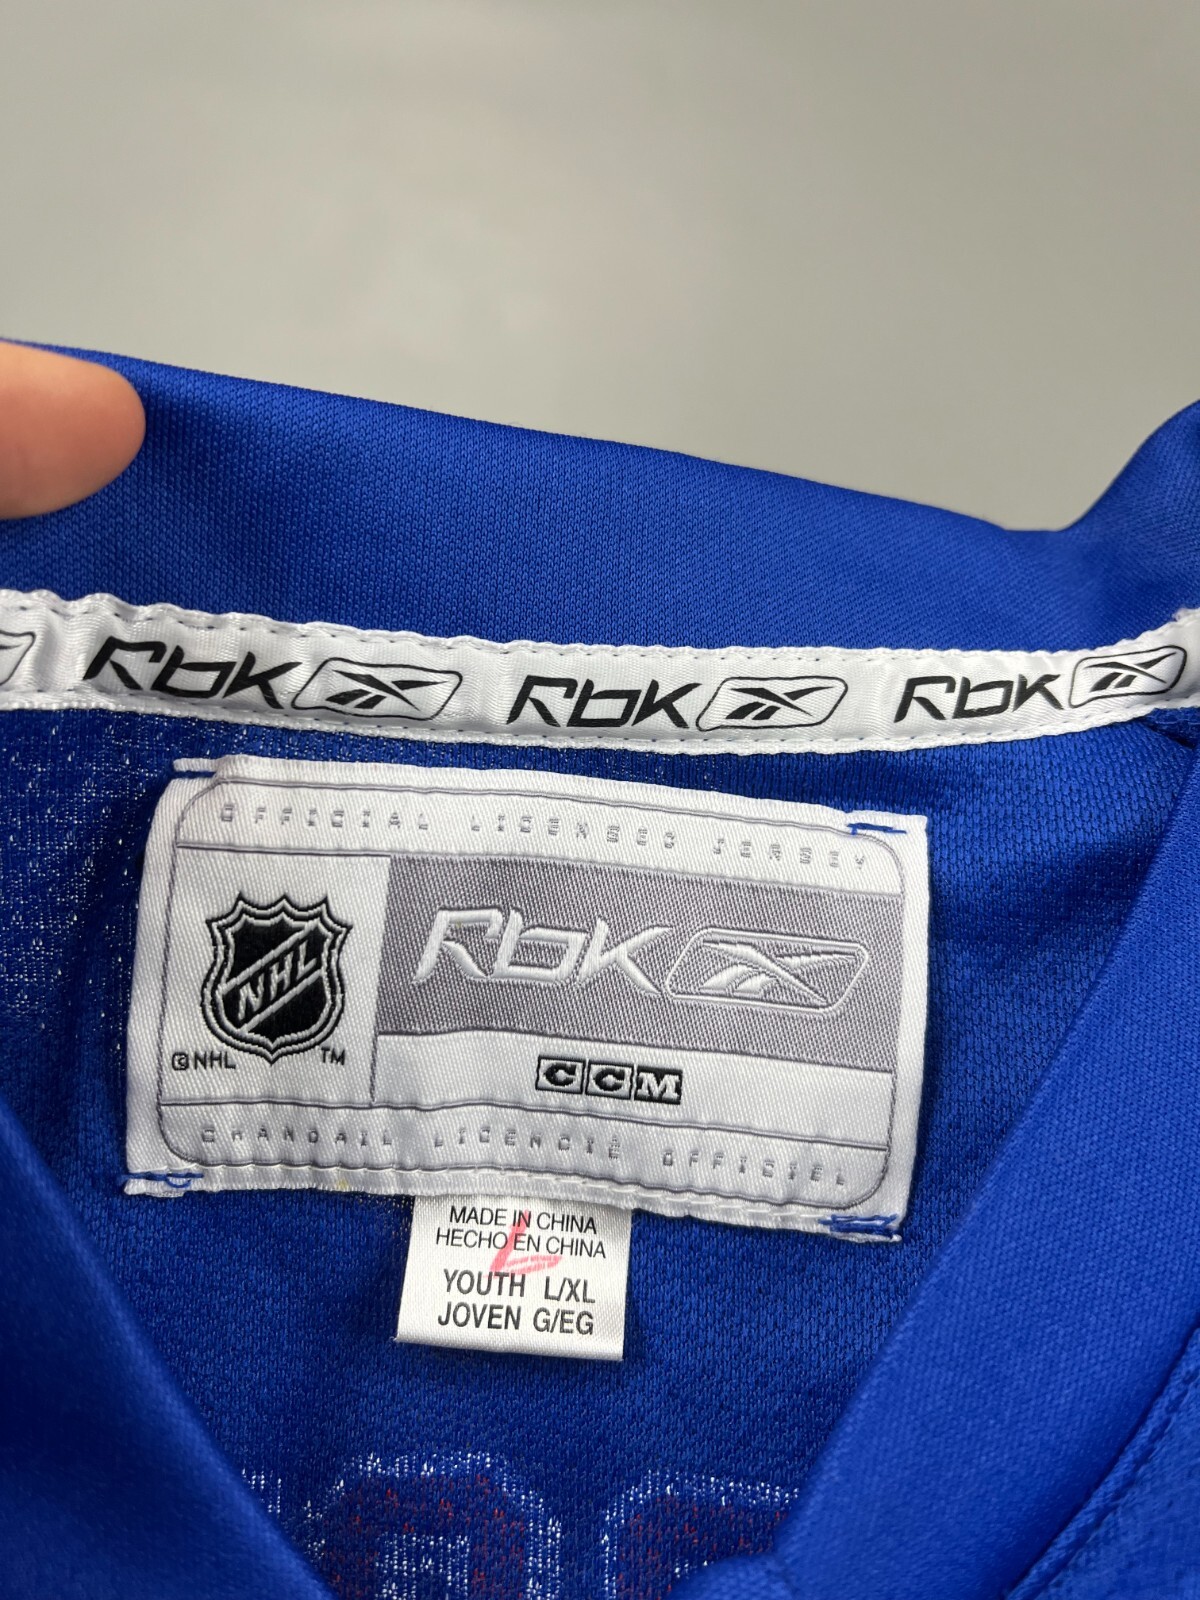 RbK RbK RbK
OFFICIAL LICENSED JERSEY
NHL
RbK
©NHL TM
CCM
CHANDAIL LICENCIÉ OFFICIEL
MADE IN CHINA
HECHO EN CHINA
L
YOUTH L/XL
JOVEN G/EG